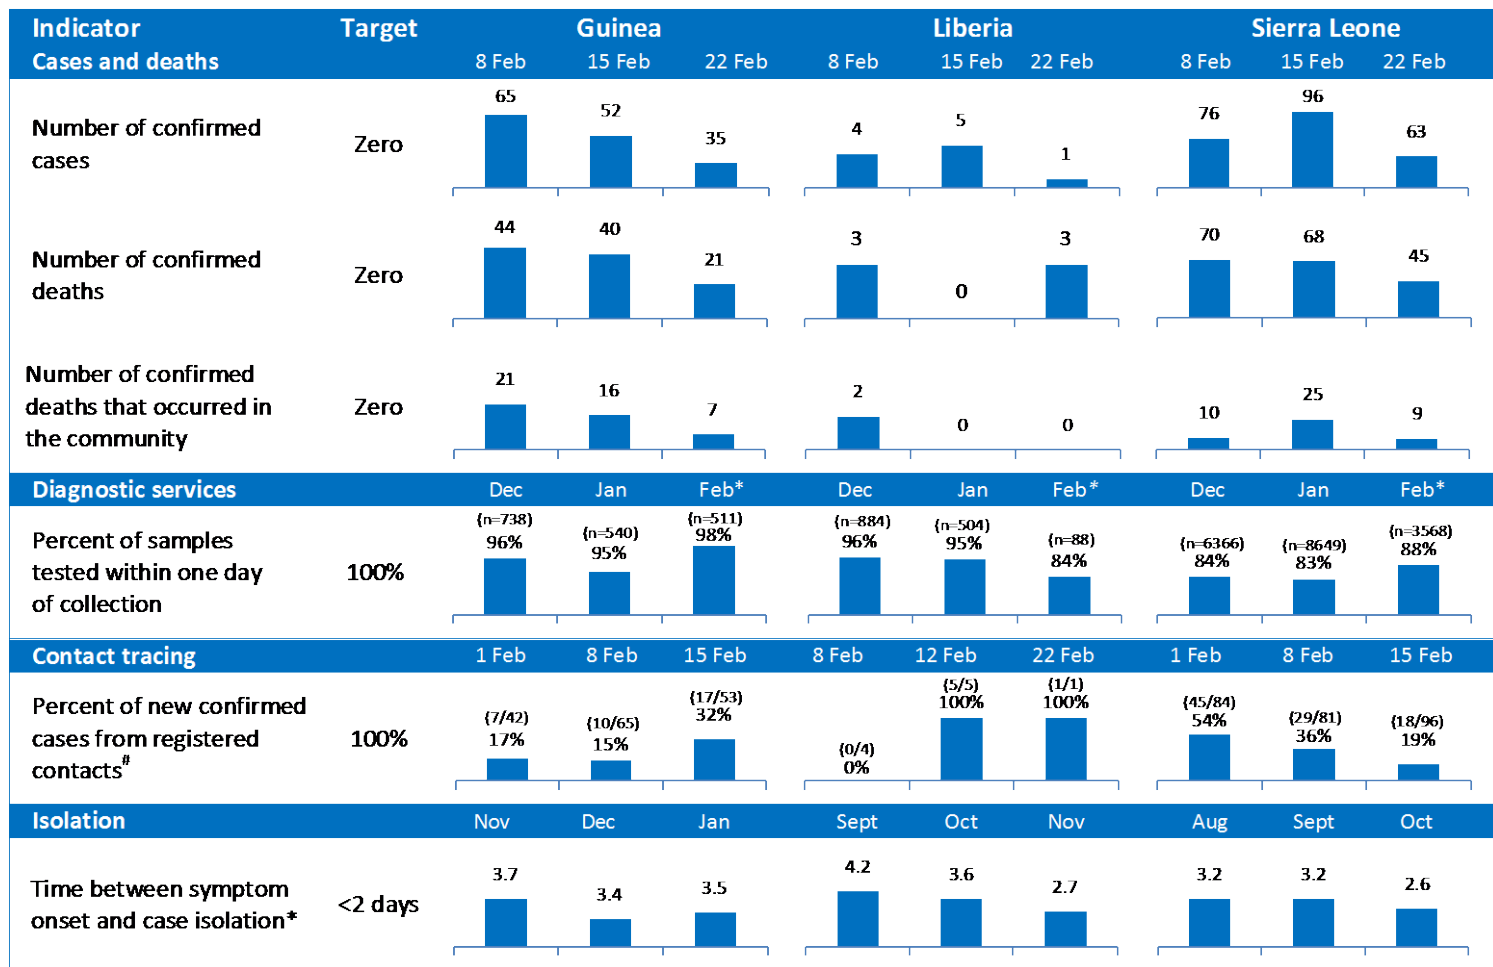 Indicator Target Guinea Liberia Sierra Leone
Cases and deaths 8 Feb 15 Feb 22 Feb 8 Feb 15 Feb 22 Feb 8 Feb 15 Feb 22 Feb
Number of confirmed
cases
Zero
65 52 35 4 5 1 76 96 63
Number of confirmed
deaths
Zero
44 40 21 3 0 3 70 68 45
Number of confirmed
deaths that occurred in
the community
Zero
21 16 7 2 0 0 10 25 9
Diagnostic services Dec Jan Feb* Dec Jan Feb* Dec Jan Feb*
Percent of samples
tested within one day
of collection
100%
(n=738) (n=540) (n=511) (n=884) (n=504) (n=88) (n=6366) (n=8649) (n=3568)
96% 95% 98% 96% 95% 84% 84% 83% 88%
Contact tracing 1 Feb 8 Feb 15 Feb 8 Feb 12 Feb 22 Feb 1 Feb 8 Feb 15 Feb
Percent of new confirmed
cases from registered
contacts#
100%
(7/42) (10/65) (17/53) (0/4) (5/5) (1/1) (45/84) (29/81) (18/96)
17% 15% 32% 0% 100% 100% 54% 36% 19%
Isolation Nov Dec Jan Sept Oct Nov Aug Sept Oct
Time between symptom
onset and case isolation*
<2 days
3.7 3.4 3.5 4.2 3.6 2.7 3.2 3.2 2.6